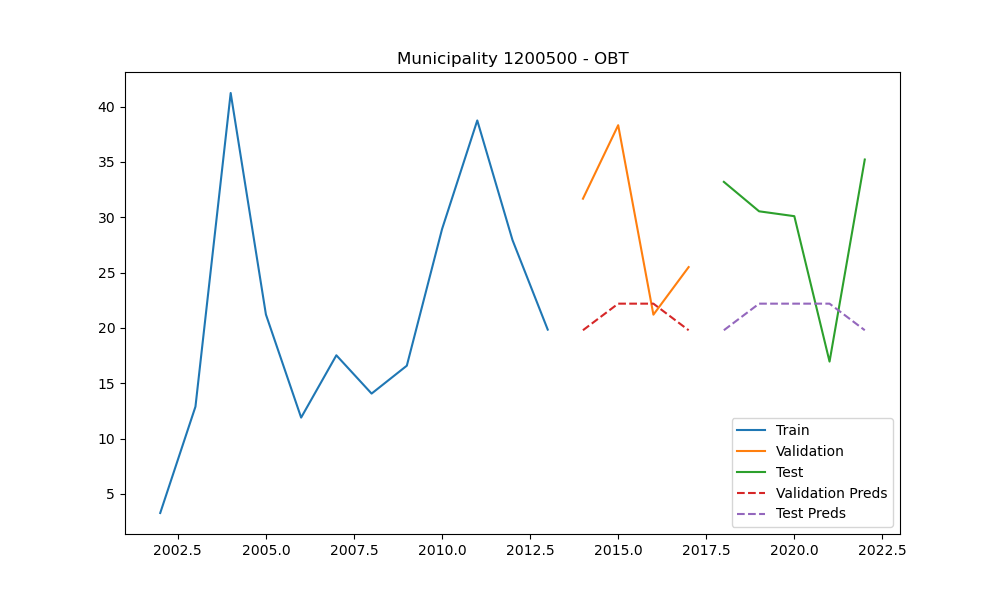 Municipality 1200500 - OBT
40
35
30
25
20
15
10
5
2002.5 2005.0 2007.5 2010.0 2012.5 2015.0 2017.5 2020.0 2022.5
Train
Validation
Test
Validation Preds
Test Preds